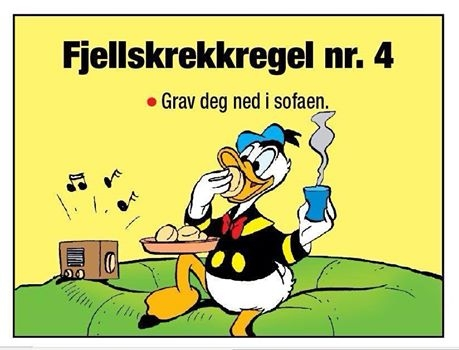 Fjellskrekkregel nr. 4
• Grav deg ned i sofaen.